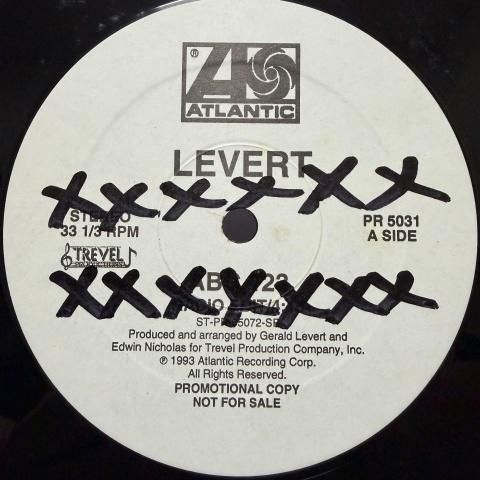 ®
ATLANTIC
LEVERT
STEREO
33 1/3 RPM
PR 5031
A SIDE
TREVEL
Produced and arranged by Gerald Levert and
Edwin Nicholas for Trevel Production Company, Inc.
℗ 1993 Atlantic Recording Corp.
All Rights Reserved.
PROMOTIONAL COPY
NOT FOR SALE